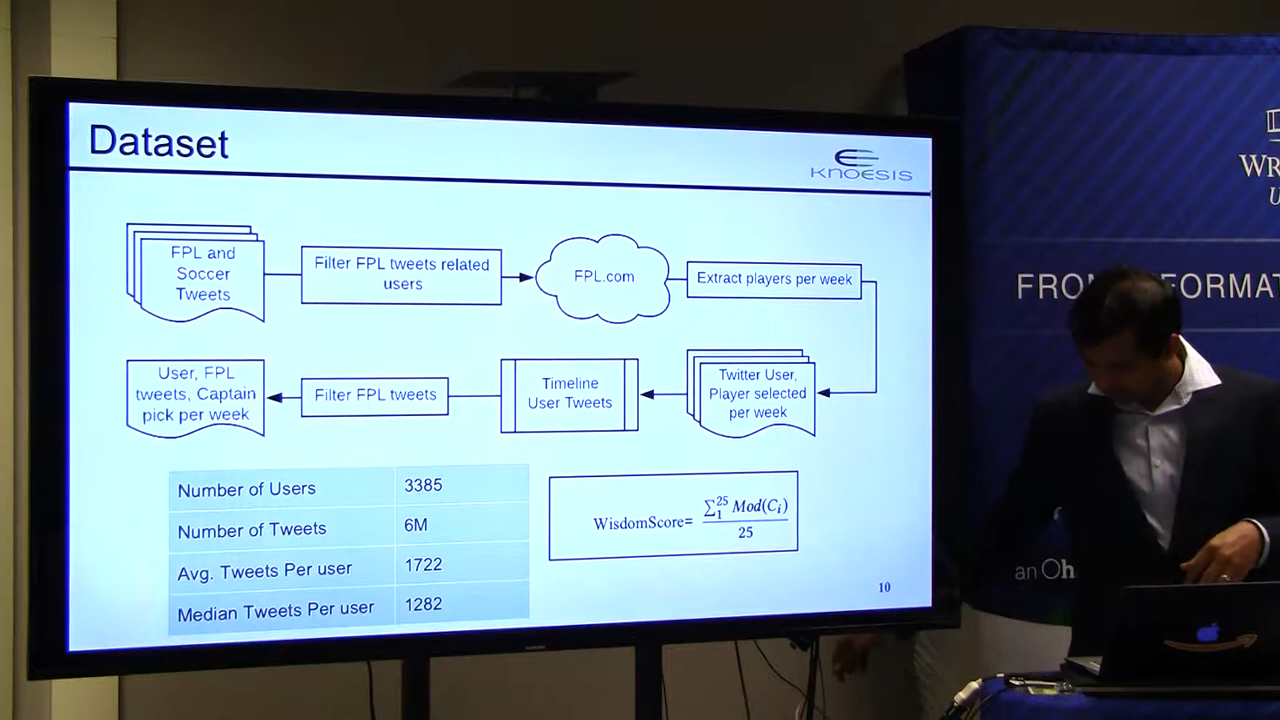 Dataset
KNOESIS
FPL and
Soccer
Tweets
Filter FPL tweets related
users
FPL.com
Extract players per week
User, FPL
tweets, Captain
pick per week
Filter FPL tweets
Timeline
User Tweets
Twitter User,
Player selected
per week
Number of Users 3385
Number of Tweets 6M
Avg. Tweets Per user 1722
Median Tweets Per user 1282
WisdomScore= ∑₁²⁵ Mod(Cᵢ) / 25
10
WR
U
FRO FORMAT
an Oh